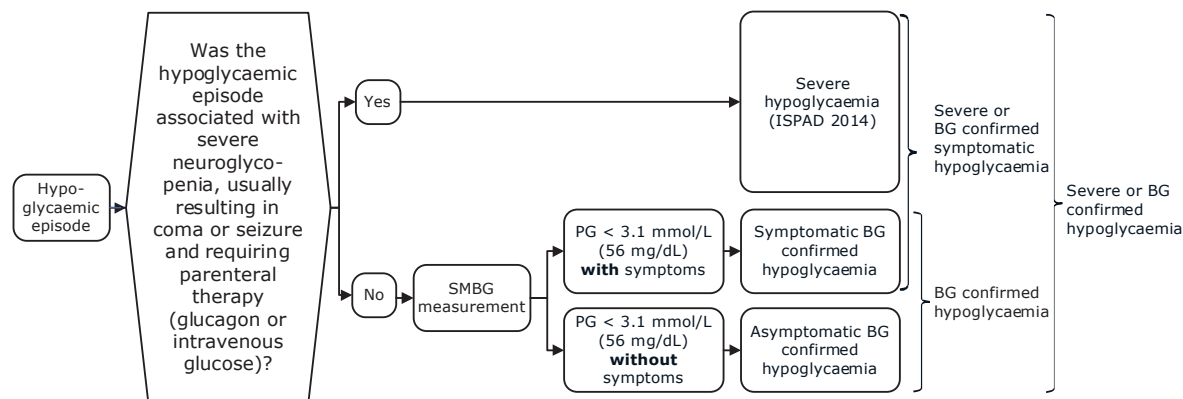 Hypo-
glycaemic
episode
Was the
hypoglycaemic
episode
associated with
severe
neuroglyco-
penia, usually
resulting in
coma or seizure
and requiring
parenteral
therapy
(glucagon or
intravenous
glucose)?
Yes
No
SMBG
measurement
PG < 3.1 mmol/L
(56 mg/dL)
with symptoms
PG < 3.1 mmol/L
(56 mg/dL)
without
symptoms
Severe
hypoglycaemia
(ISPAD 2014)
Symptomatic BG
confirmed
hypoglycaemia
Asymptomatic BG
confirmed
hypoglycaemia
Severe or
BG confirmed
symptomatic
hypoglycaemia
BG confirmed
hypoglycaemia
Severe or BG
confirmed
hypoglycaemia